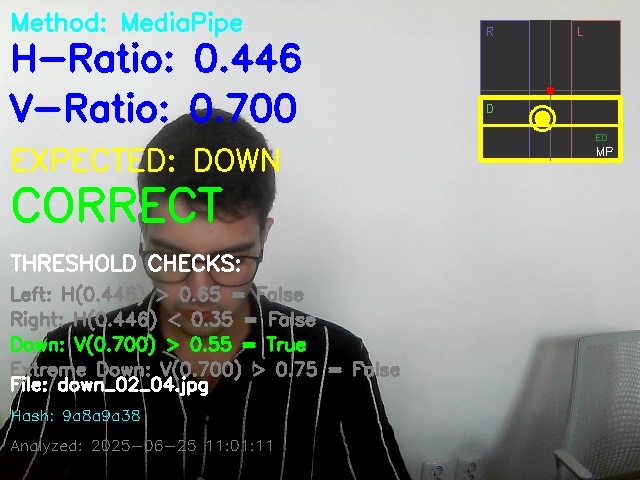 Method: MediaPipe
H-Ratio: 0.446
V-Ratio: 0.700
EXPECTED: DOWN
CORRECT
THRESHOLD CHECKS:
Left: H(0.446) > 0.65 = False
Right: H(0.446) < 0.35 = False
Down: V(0.700) > 0.55 = True
Extreme Down: V(0.700) > 0.75 = False
File: down_02_04.jpg
Hash: 9a8a9a38
Analyzed: 2025-06-25 11:01:11
R
L
D
ED
MP